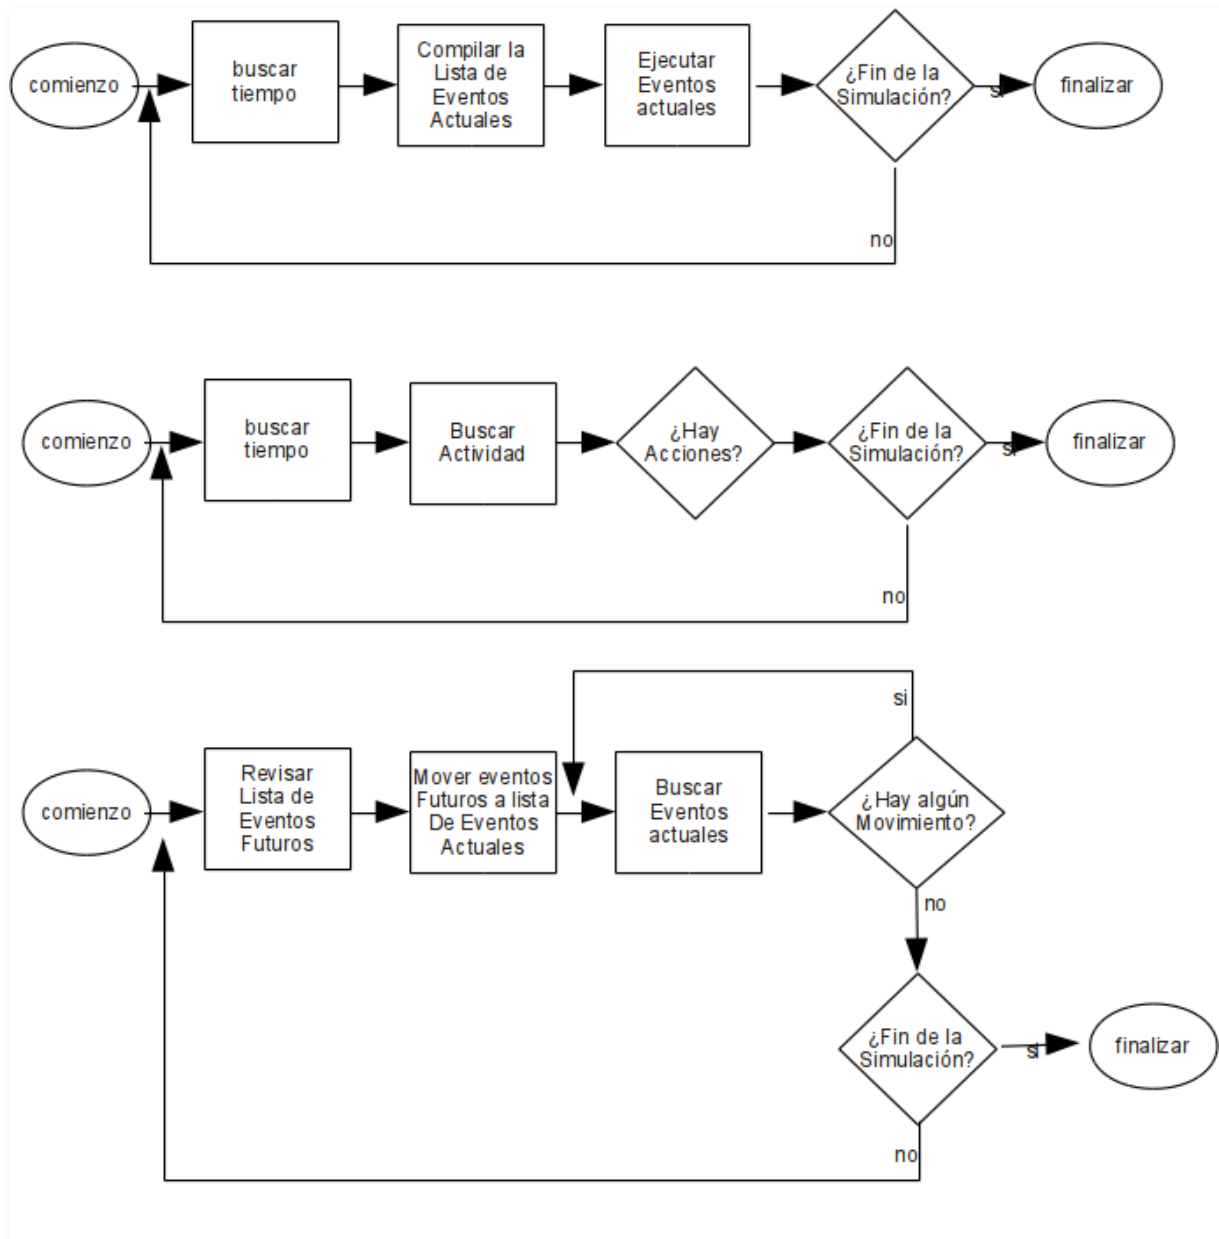 comienzo
buscar
tiempo
Compilar la
Lista de
Eventos
Actuales
Ejecutar
Eventos
actuales
¿Fin de la
Simulación?
si
finalizar
no
comienzo
buscar
tiempo
Buscar
Actividad
¿Hay
Acciones?
¿Fin de la
Simulación?
si
finalizar
no
si
comienzo
Revisar
Lista de
Eventos
Futuros
Mover eventos
Futuros a lista
De Eventos
Actuales
Buscar
Eventos
actuales
¿Hay algún
Movimiento?
no
¿Fin de la
Simulación?
si
finalizar
no